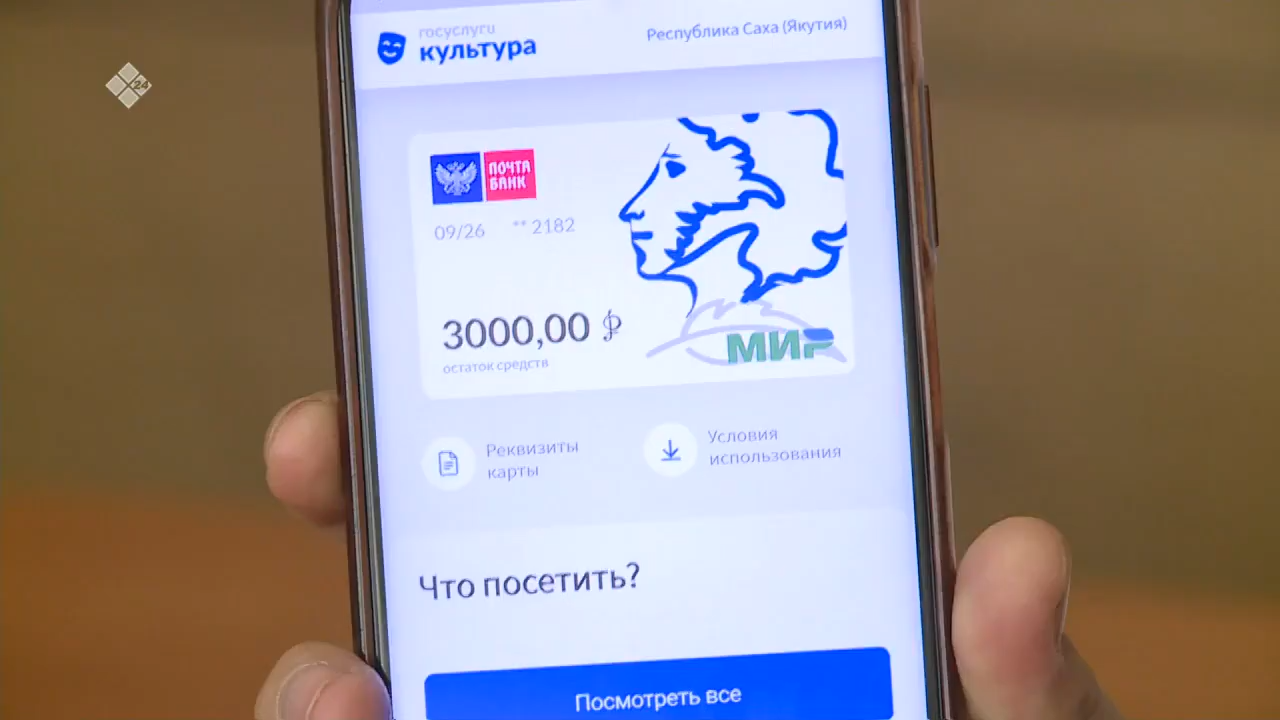 госуслуги
культура
Республика Саха (Якутия)
24
ПОЧТА
БАНК
09/26 ** 2182
3000,00 ₽
остаток средств
МИР
Реквизиты
карты
Условия
использования
Что посетить?
Посмотреть все